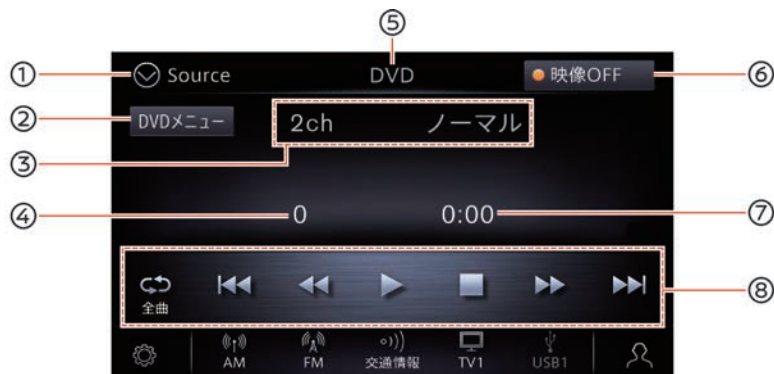 ⑤
① Source DVD 映像OFF ⑥
② DVDメニュー 2ch ノーマル
③
④ 0 0:00 ⑦
全曲 ⑧
AM FM 交通情報 TV1 USB1